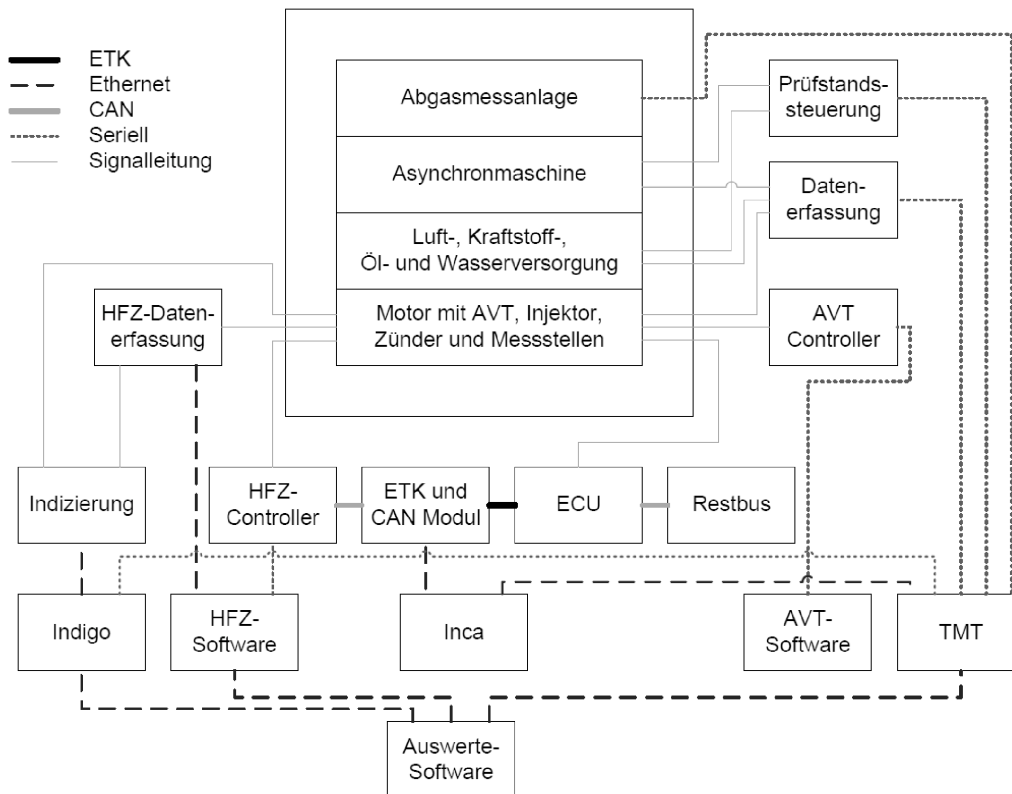 ETK
Ethernet
CAN
Seriell
Signalleitung
Abgasmessanlage
Asynchronmaschine
Luft-, Kraftstoff-,
Öl- und Wasserversorgung
Motor mit AVT, Injektor,
Zünder und Messstellen
Prüfstands-
steuerung
Daten-
erfassung
HFZ-Daten-
erfassung
AVT
Controller
Indizierung
HFZ-
Controller
ETK und
CAN Modul
ECU
Restbus
Indigo
HFZ-
Software
Inca
AVT-
Software
TMT
Auswerte-
Software